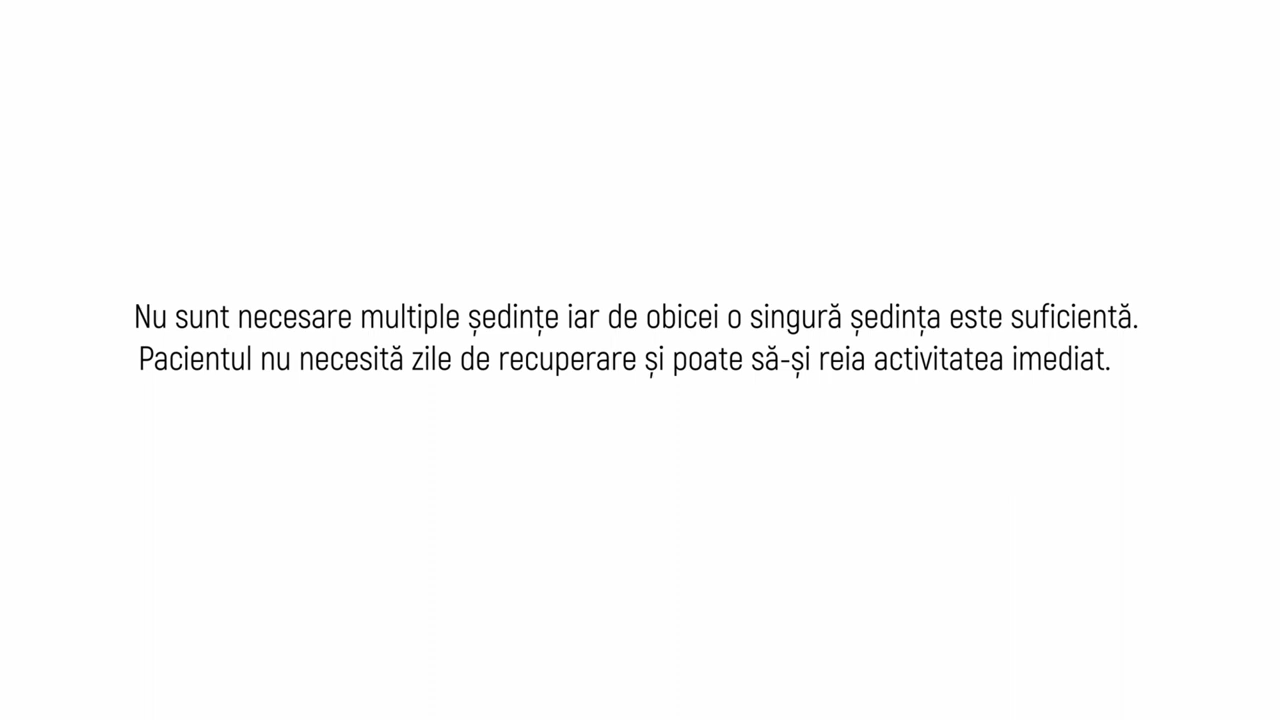 Nu sunt necesare multiple ședințe iar de obicei o singură ședința este suficientă.
Pacientul nu necesită zile de recuperare și poate să-și reia activitatea imediat.